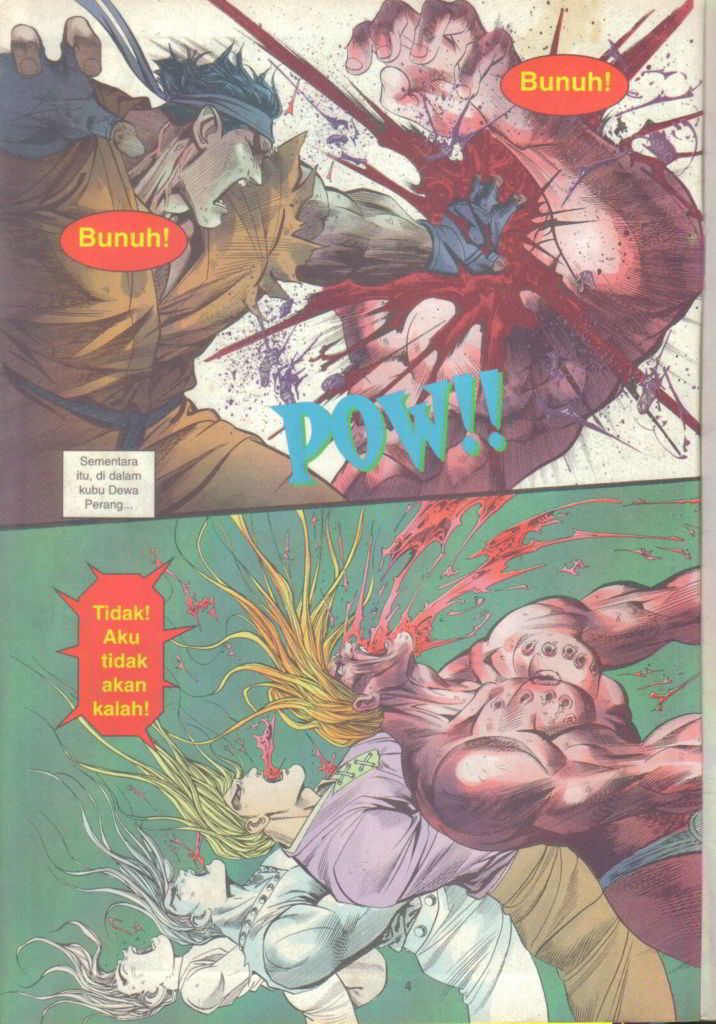 Bunuh!
Bunuh!
POW!!
Sementara
itu, di dalam
kubu Dewa
Perang...
Tidak!
Aku
tidak
akan
kalah!
4